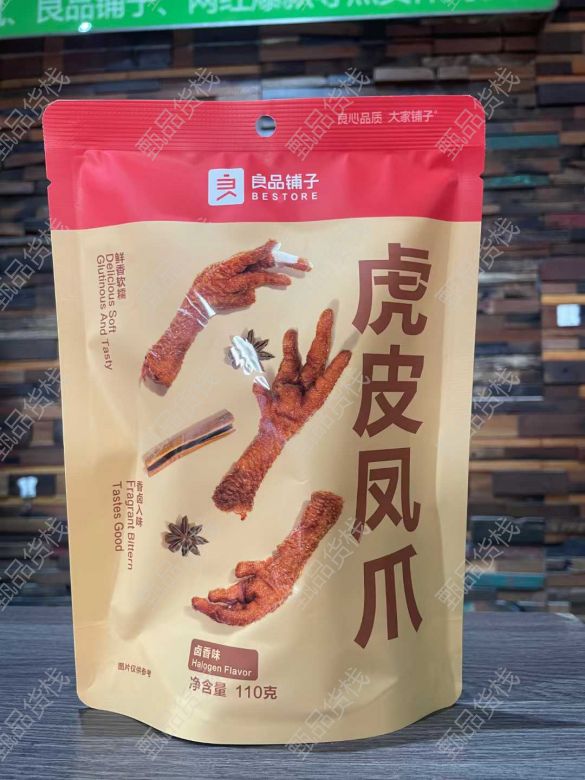 良品铺子、网红爆款等
良心品质 大家铺子
良品铺子
BESTORE
鲜香软糯
Delicious Soft
Glutinous And Tasty
虎皮凤爪
香卤入味
Fragrant Bittern
Tastes Good
卤香味
Halogen Flavor
图片仅供参考
净含量 110克
甄品货栈